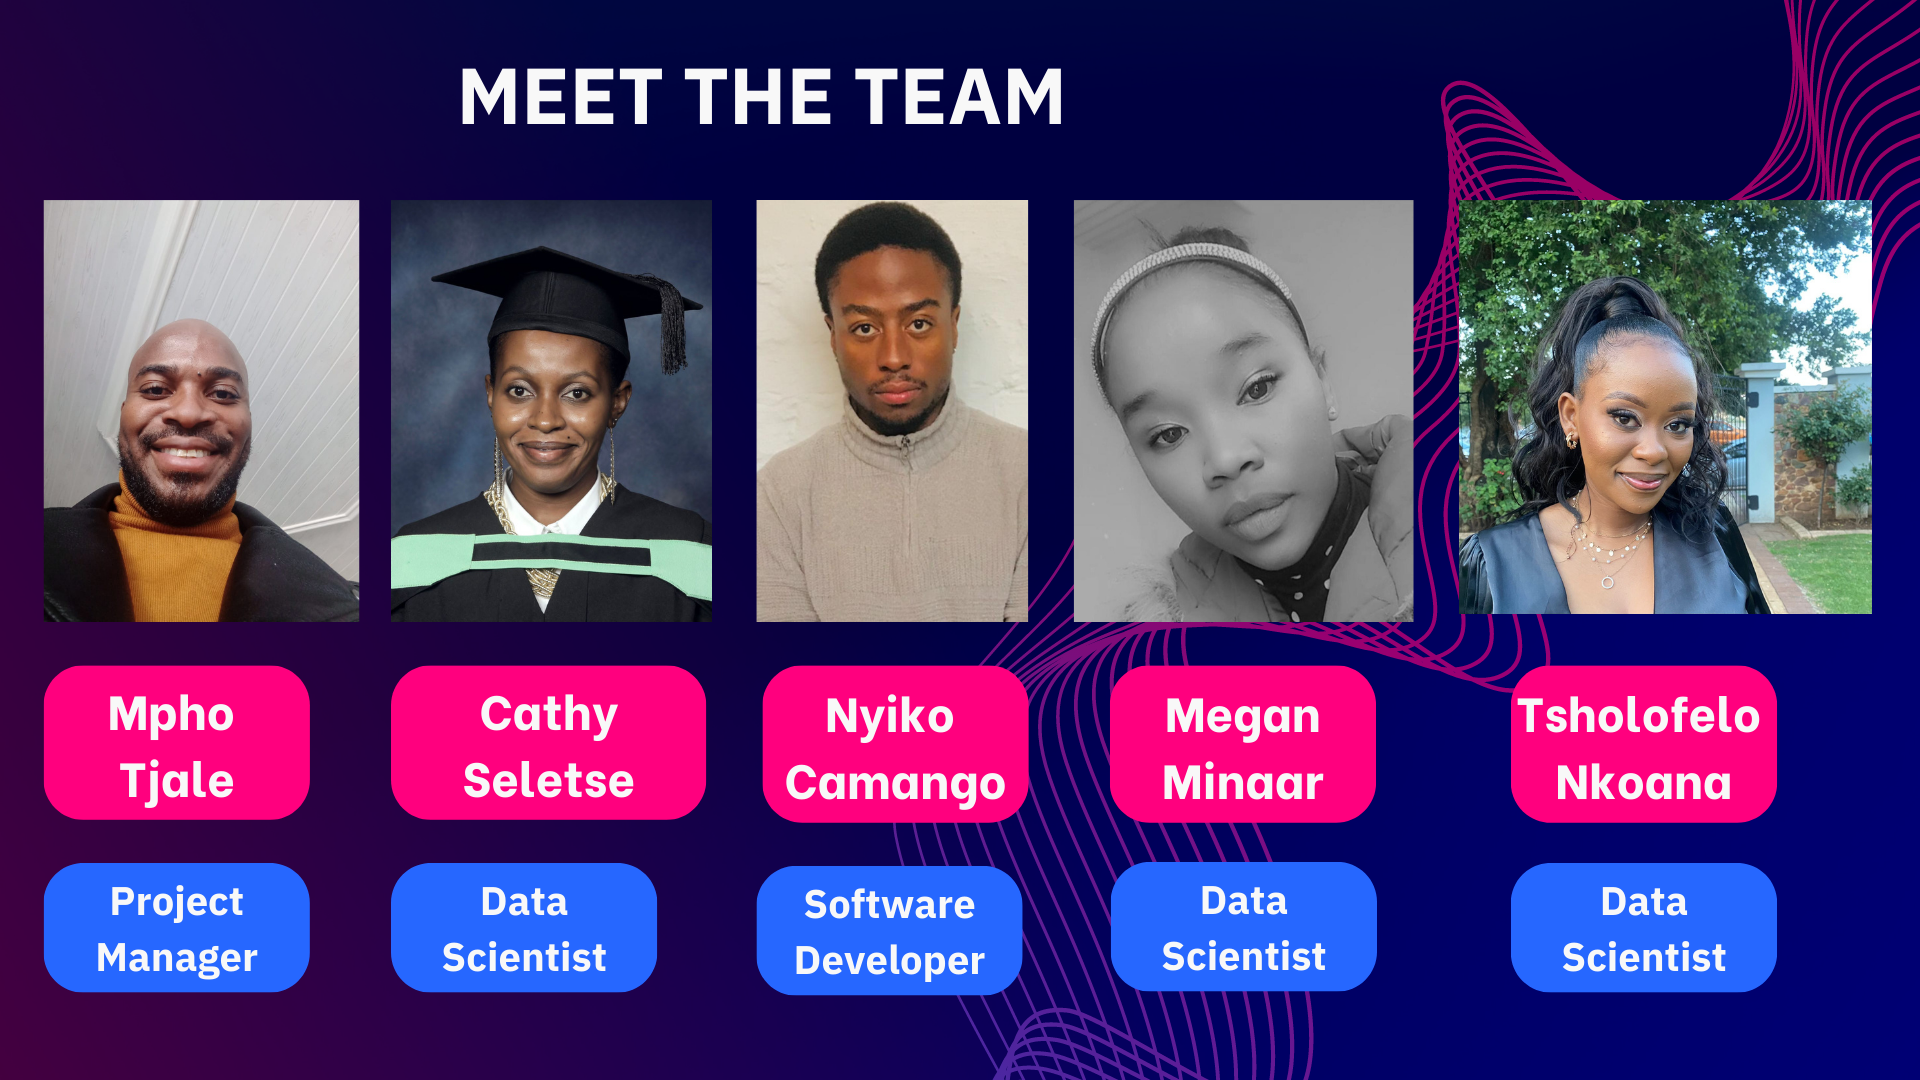 MEET THE TEAM
Mpho
Tjale
Cathy
Seletse
Nyiko
Camango
Megan
Minaar
Tsholofelo
Nkoana
Project
Manager
Data
Scientist
Software
Developer
Data
Scientist
Data
Scientist